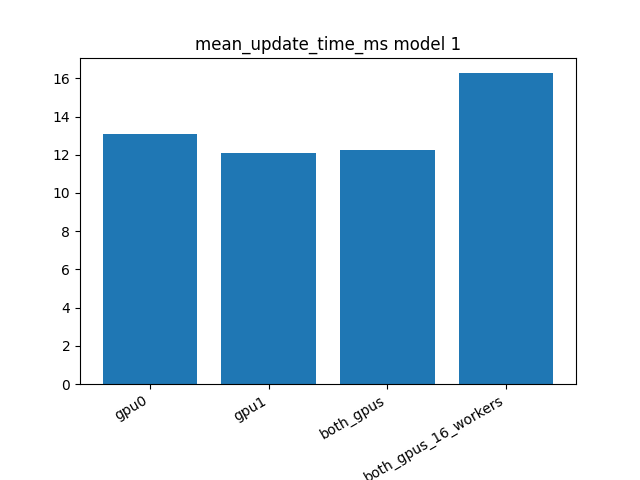 mean_update_time_ms model 1
16
14
12
10
8
6
4
2
0
gpu0
gpu1
both_gpus
both_gpus_16_workers